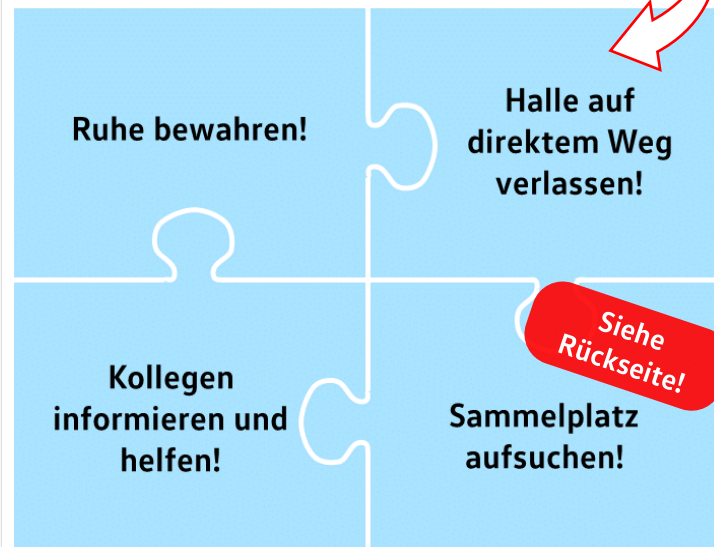 Ruhe bewahren!
Halle auf
direktem Weg
verlassen!
Kollegen
informieren und
helfen!
Siehe
Rückseite!
Sammelplatz
aufsuchen!